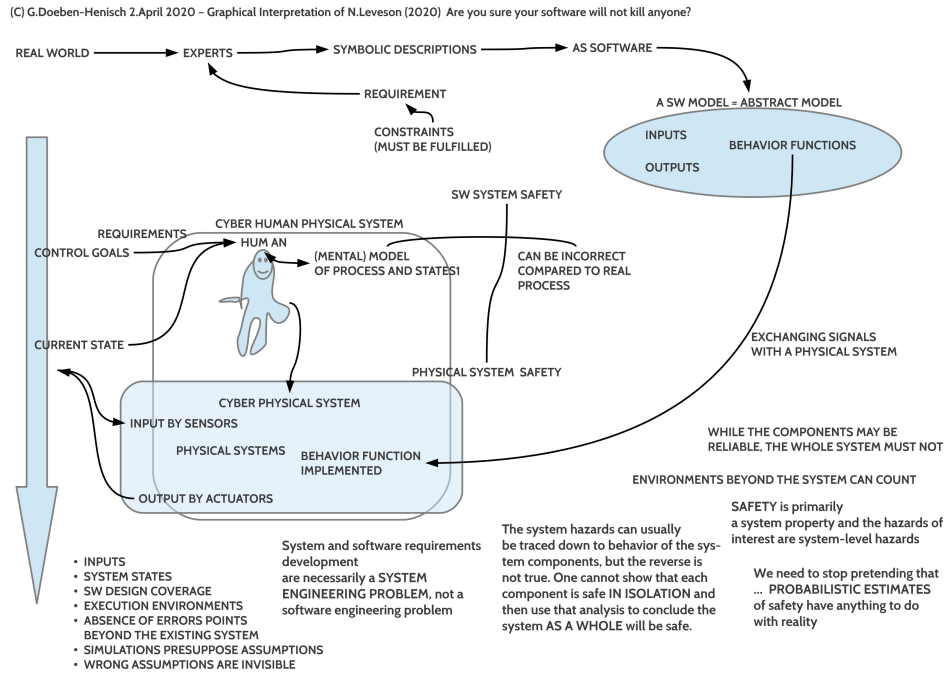 (C) G.Doeben-Henisch 2.April 2020 – Graphical Interpretation of N.Leveson (2020)  Are you sure your software will not kill anyone?
REAL WORLD
EXPERTS
SYMBOLIC DESCRIPTIONS
AS SOFTWARE
REQUIREMENT
CONSTRAINTS
(MUST BE FULFILLED)
A SW MODEL = ABSTRACT MODEL
INPUTS
BEHAVIOR FUNCTIONS
OUTPUTS
SW SYSTEM SAFETY
CYBER HUMAN PHYSICAL SYSTEM
REQUIREMENTS
CONTROL GOALS
HUM AN
(MENTAL) MODEL
OF PROCESS AND STATES1
CAN BE INCORRECT
COMPARED TO REAL
PROCESS
CURRENT STATE
EXCHANGING SIGNALS
WITH A PHYSICAL SYSTEM
PHYSICAL SYSTEM  SAFETY
CYBER PHYSICAL SYSTEM
INPUT BY SENSORS
PHYSICAL SYSTEMS
BEHAVIOR FUNCTION
IMPLEMENTED
OUTPUT BY ACTUATORS
WHILE THE COMPONENTS MAY BE
RELIABLE, THE WHOLE SYSTEM MUST NOT
ENVIRONMENTS BEYOND THE SYSTEM CAN COUNT
SAFETY is primarily
a system property and the hazards of
interest are system-level hazards
We need to stop pretending that
... PROBABILISTIC ESTIMATES
of safety have anything to do
with reality
The system hazards can usually
be traced down to behavior of the sys-
tem components, but the reverse is
not true. One cannot show that each
component is safe IN ISOLATION and
then use that analysis to conclude the
system AS A WHOLE will be safe.
System and software requirements
development
are necessarily a SYSTEM
ENGINEERING PROBLEM, not a
software engineering problem
• INPUTS
• SYSTEM STATES
• SW DESIGN COVERAGE
• EXECUTION ENVIRONMENTS
• ABSENCE OF ERRORS POINTS
BEYOND THE EXISTING SYSTEM
• SIMULATIONS PRESUPPOSE ASSUMPTIONS
• WRONG ASSUMPTIONS ARE INVISIBLE